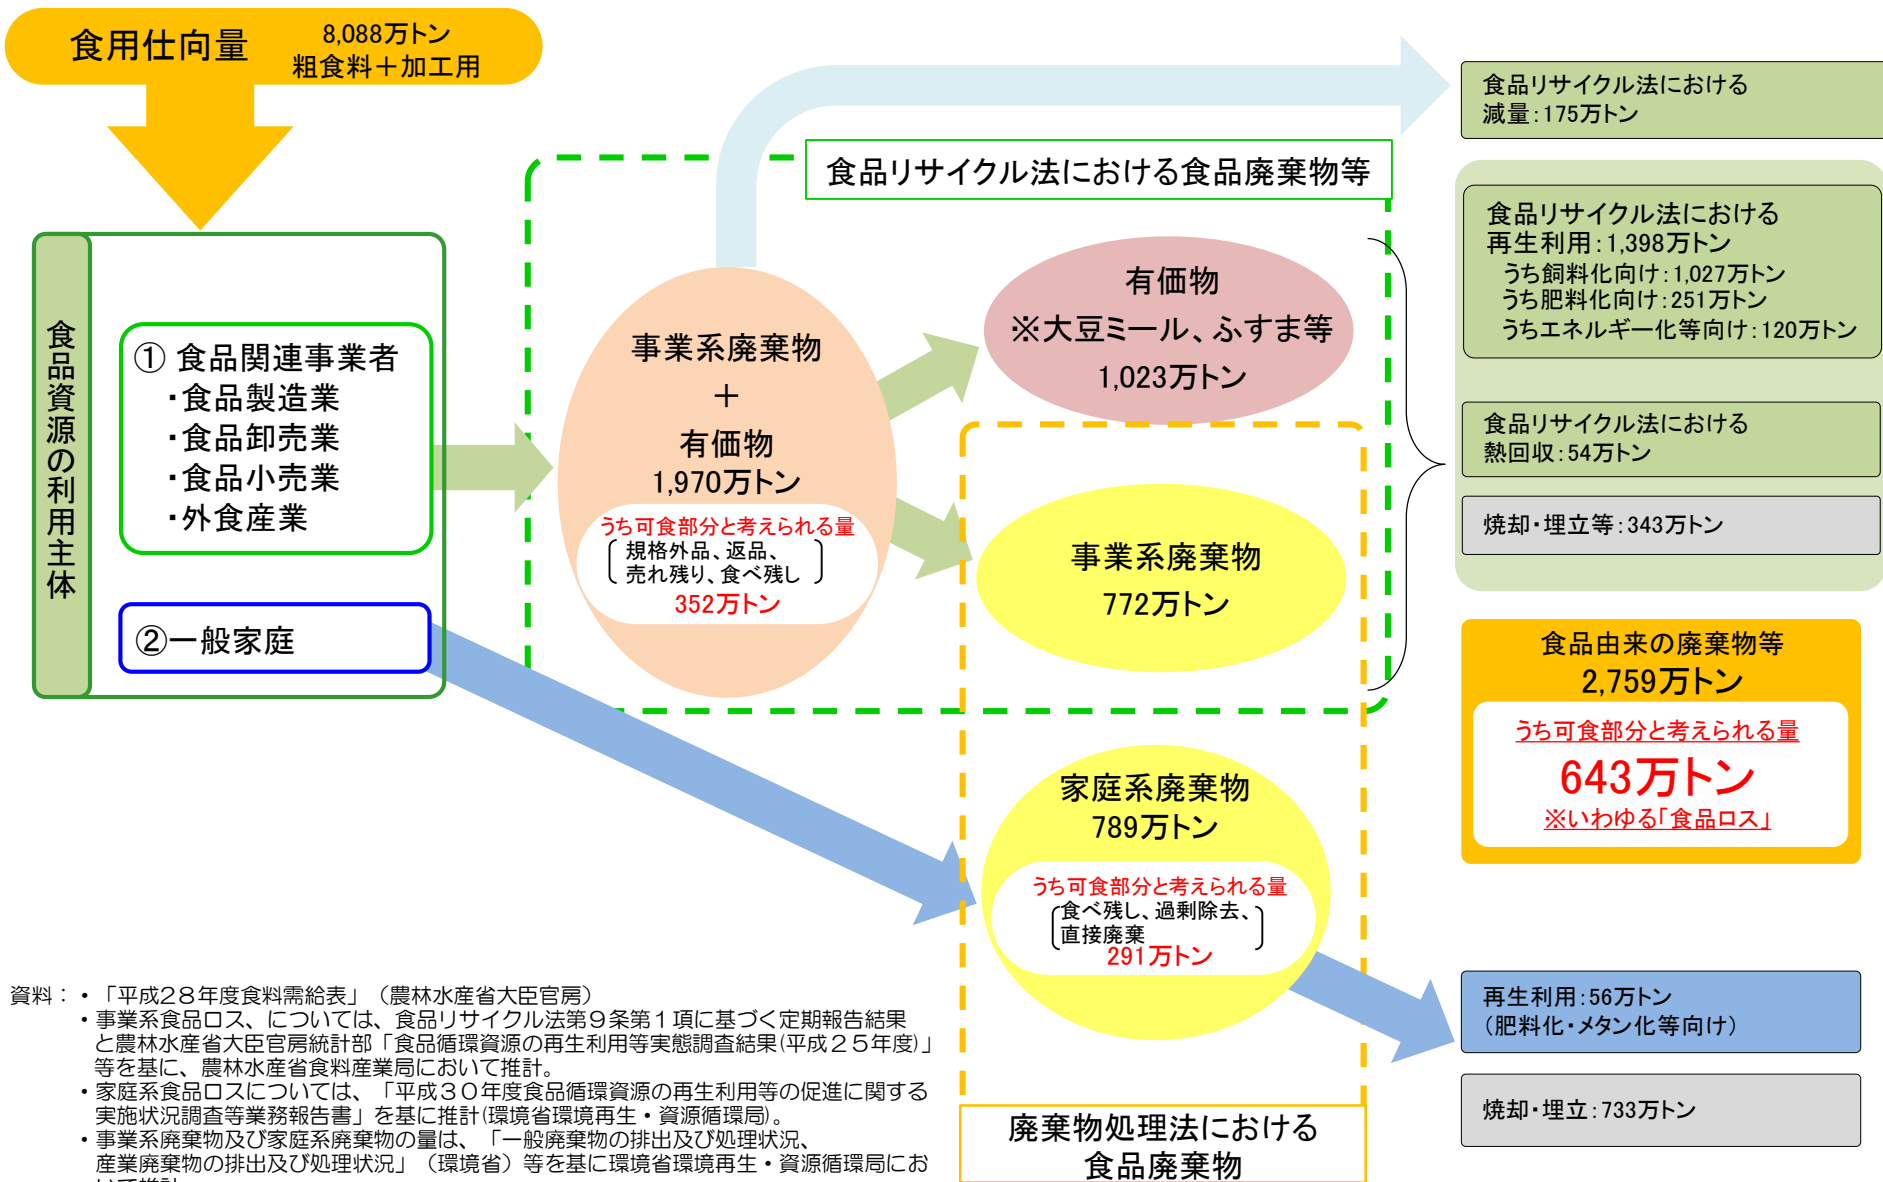 食用仕向量
8,088万トン
粗食料＋加工用
食品資源の利用主体
① 食品関連事業者
・食品製造業
・食品卸売業
・食品小売業
・外食産業
②一般家庭
食品リサイクル法における食品廃棄物等
事業系廃棄物
＋
有価物
1,970万トン
うち可食部分と考えられる量
規格外品、返品、
売れ残り、食べ残し
352万トン
有価物
※大豆ミール、ふすま等
1,023万トン
事業系廃棄物
772万トン
家庭系廃棄物
789万トン
うち可食部分と考えられる量
食べ残し、過剰除去、
直接廃棄
291万トン
廃棄物処理法における
食品廃棄物
食品リサイクル法における
減量：175万トン
食品リサイクル法における
再生利用：1,398万トン
うち飼料化向け：1,027万トン
うち肥料化向け：251万トン
うちエネルギー化等向け：120万トン
食品リサイクル法における
熱回収：54万トン
焼却・埋立等：343万トン
食品由来の廃棄物等
2,759万トン
うち可食部分と考えられる量
643万トン
※いわゆる「食品ロス」
再生利用：56万トン
（肥料化・メタン化等向け）
焼却・埋立：733万トン
資料：・「平成２８年度食料需給表」（農林水産省大臣官房）
・事業系食品ロス、については、食品リサイクル法第９条第１項に基づく定期報告結果
と農林水産省大臣官房統計部「食品循環資源の再生利用等実態調査結果(平成２５年度)」
等を基に、農林水産省食料産業局において推計。
・家庭系食品ロスについては、「平成３０年度食品循環資源の再生利用等の促進に関する
実施状況調査等業務報告書」を基に推計(環境省環境再生・資源循環局)。
・事業系廃棄物及び家庭系廃棄物の量は、「一般廃棄物の排出及び処理状況、
産業廃棄物の排出及び処理状況」（環境省）等を基に環境省環境再生・資源循環局にお